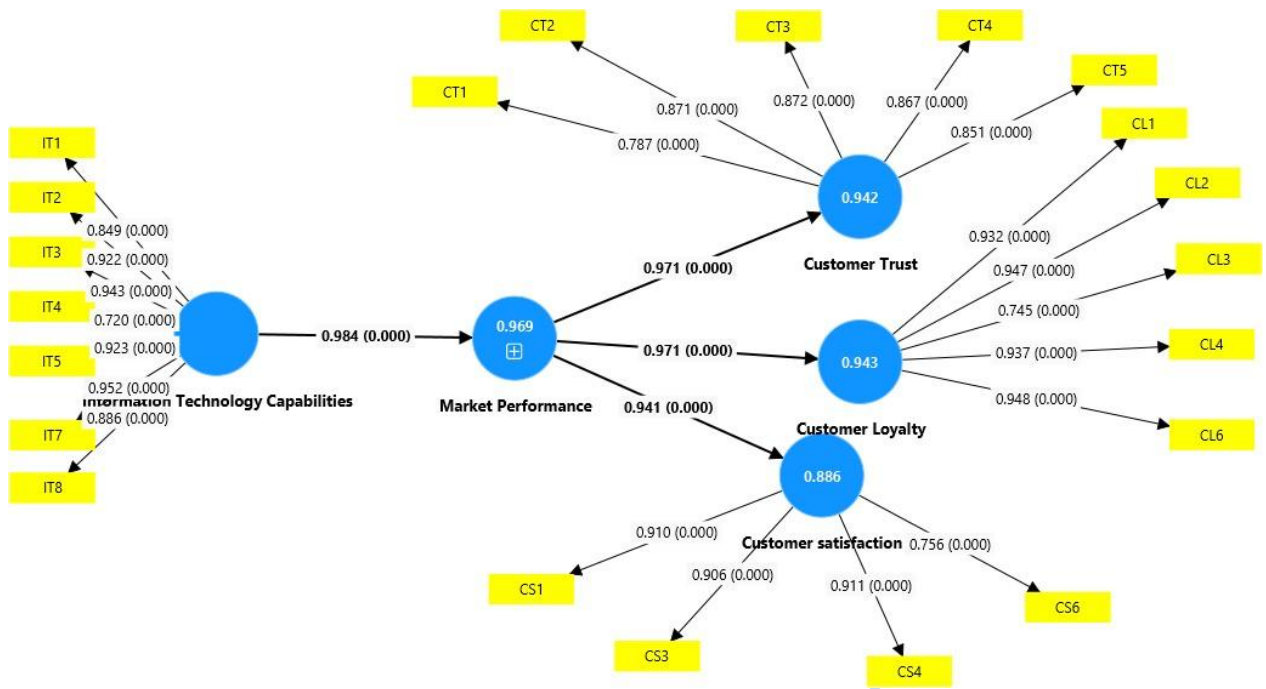 CT2
CT3
CT4
CT1
CT5
CL1
CL2
CL3
CL4
CL6
IT1
IT2
IT3
IT4
IT5
IT7
IT8
0.849 (0.000)
0.922 (0.000)
0.943 (0.000)
0.720 (0.000)
0.923 (0.000)
0.952 (0.000)
0.886 (0.000)
Information Technology Capabilities
0.984 (0.000)
0.969
Market Performance
0.971 (0.000)
0.971 (0.000)
0.941 (0.000)
0.787 (0.000)
0.871 (0.000)
0.872 (0.000)
0.867 (0.000)
0.851 (0.000)
0.942
Customer Trust
0.932 (0.000)
0.947 (0.000)
0.745 (0.000)
0.937 (0.000)
0.948 (0.000)
0.943
Customer Loyalty
0.886
Customer satisfaction
0.910 (0.000)
0.906 (0.000)
0.911 (0.000)
0.756 (0.000)
CS1
CS3
CS4
CS6